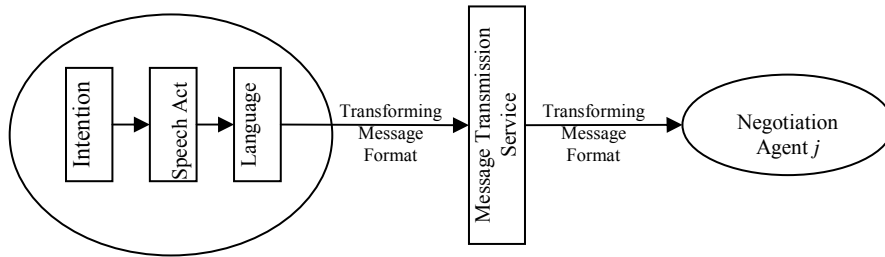 Intention
Speech Act
Language
Transforming
Message
Format
Message Transmission
Service
Transforming
Message
Format
Negotiation
Agent j